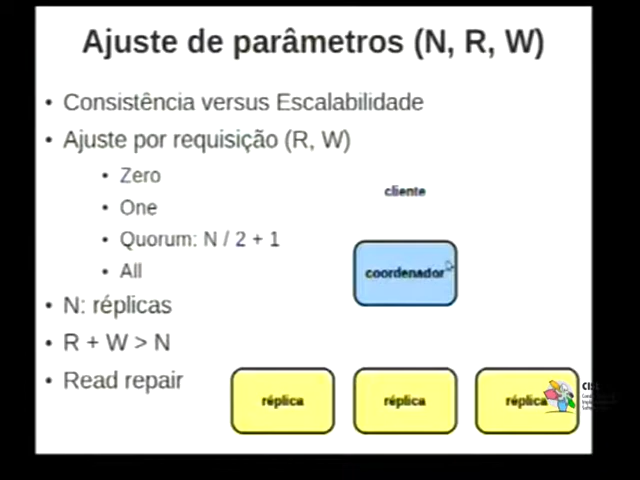 Ajuste de parâmetros (N, R, W)
• Consistência versus Escalabilidade
• Ajuste por requisição (R, W)
• Zero
• One
• Quorum: N / 2 + 1
• All
• N: réplicas
• R + W > N
• Read repair
cliente
coordenador
réplica
réplica
réplica